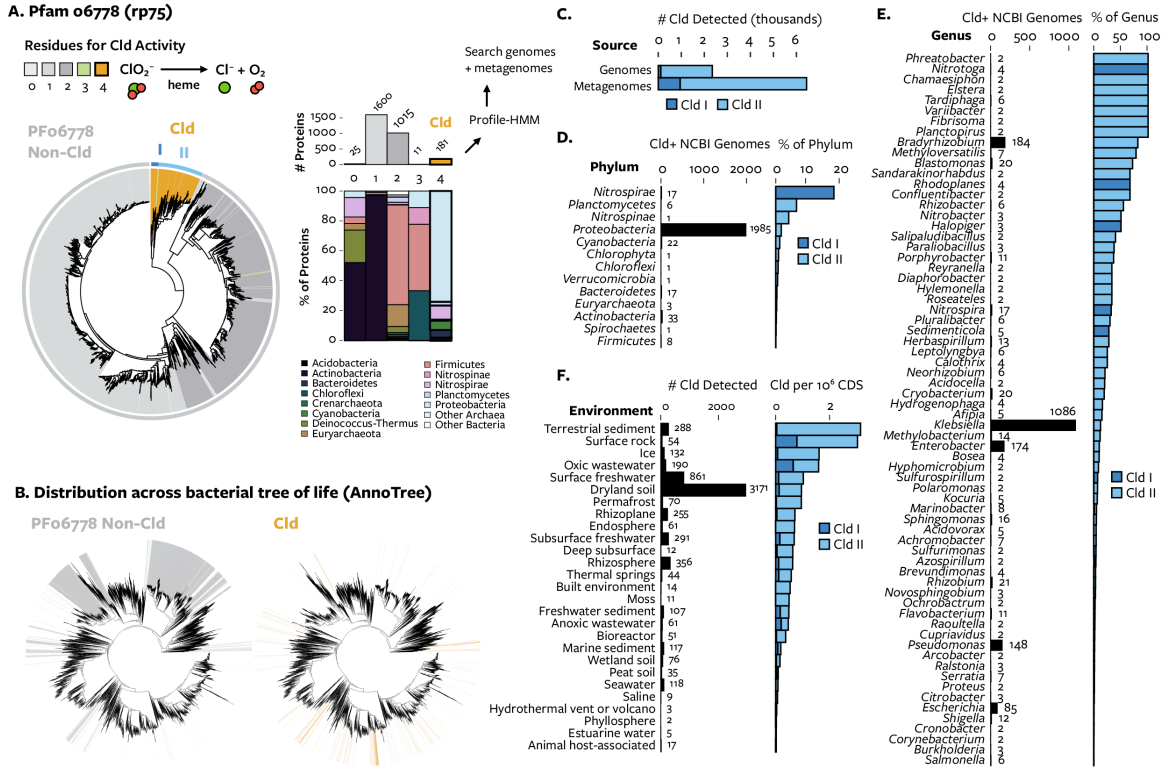 A. Pfam 06778 (rp75)
Residues for Cld Activity
ClO₂⁻ Cl⁻ + O₂
heme
0 1 2 3 4
PF06778
Non-Cld
Cld
I II
Search genomes
+ metagenomes
Profile-HMM
# Proteins
1500
1000
500
0
25 1600 1015 11 181
Cld
0 1 2 3 4
% of Proteins
100
80
60
40
20
0
Acidobacteria
Actinobacteria
Bacteroidetes
Chloroflexi
Crenarchaeota
Cyanobacteria
Deinococcus-Thermus
Euryarchaeota
Firmicutes
Nitrospinae
Nitrospirae
Planctomycetes
Proteobacteria
Other Archaea
Other Bacteria
B. Distribution across bacterial tree of life (AnnoTree)
PF06778 Non-Cld
Cld
C.
# Cld Detected (thousands)
Source
0 1 2 3 4 5 6
Genomes
Metagenomes
Cld I Cld II
D.
Cld+ NCBI Genomes % of Phylum
Phylum
0 1000 2000 0 10 20
Nitrospirae 17
Planctomycetes 6
Nitrospinae 1
Proteobacteria 1985
Cyanobacteria 22
Chlorophyta 1
Chloroflexi 1
Verrucomicrobia 1
Bacteroidetes 17
Euryarchaeota 3
Actinobacteria 33
Spirochaetes 1
Firmicutes 8
Cld I
Cld II
F.
# Cld Detected Cld per 10⁶ CDS
Environment
0 2000 0 2
Terrestrial sediment 288
Surface rock 54
Ice 132
Oxic wastewater 190
Surface freshwater 861
Dryland soil 3171
Permafrost 70
Rhizoplane 255
Endosphere 61
Subsurface freshwater 291
Deep subsurface 12
Rhizosphere 356
Thermal springs 44
Built environment 14
Moss 11
Freshwater sediment 107
Anoxic wastewater 61
Bioreactor 51
Marine sediment 117
Wetland soil 76
Peat soil 35
Seawater 118
Saline 9
Hydrothermal vent or volcano 3
Phyllosphere 2
Estuarine water 5
Animal host-associated 17
Cld I
Cld II
E.
Cld+ NCBI Genomes % of Genus
Genus
0 500 1000 0 50 100
Phreatobacter 2
Nitrotoga 4
Chamaesiphon 2
Elstera 2
Tardiphaga 6
Variibacter 2
Fibrisoma 2
Planctopirus 2
Bradyrhizobium 184
Methyloversatilis 7
Blastomonas 20
Sandarakinorhabdus 2
Rhodoplanes 4
Confluentibacter 2
Rhizobacter 6
Nitrobacter 3
Halopiger 3
Salipaludibacillus 2
Paraliobacillus 3
Porphyrobacter 11
Reyranella 2
Diaphorobacter 2
Hylemonella 2
Roseateles 2
Nitrospira 17
Pluralibacter 6
Sedimenticola 5
Herbaspirillum 13
Leptolyngbya 6
Calothrix 4
Neorhizobium 6
Acidocella 2
Cryobacterium 20
Hydrogenophaga 4
Afipia 5
Klebsiella 1086
Methylobacterium 14
Enterobacter 174
Bosea 4
Hyphomicrobium 2
Sulfurospirillum 2
Polaromonas 2
Kocuria 5
Marinobacter 8
Sphingomonas 16
Acidovorax 5
Achromobacter 7
Sulfurimonas 2
Azospirillum 2
Brevundimonas 4
Rhizobium 21
Novosphingobium 3
Ochrobactrum 2
Flavobacterium 11
Raoultella 2
Cupriavidus 2
Pseudomonas 148
Arcobacter 2
Ralstonia 3
Serratia 7
Proteus 2
Citrobacter 3
Escherichia 85
Shigella 12
Cronobacter 2
Corynebacterium 2
Burkholderia 3
Salmonella 6
Cld I
Cld II